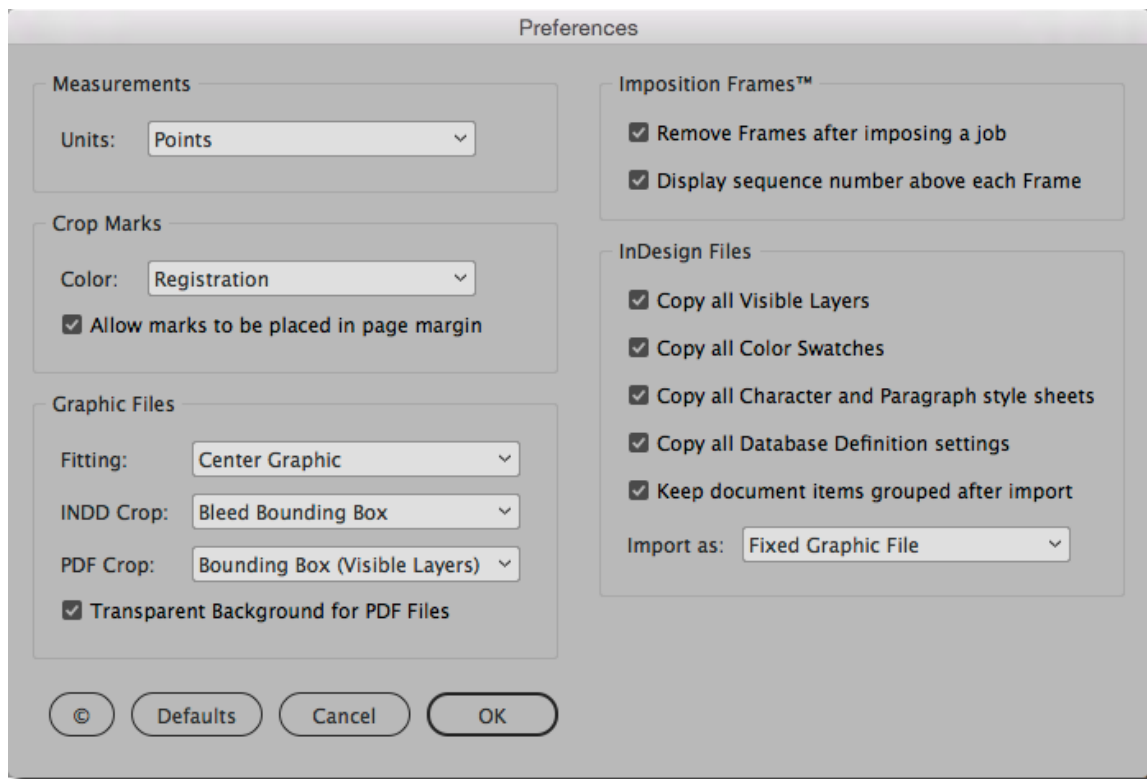 Preferences
Measurements
Units: Points
Crop Marks
Color: Registration
Allow marks to be placed in page margin
Graphic Files
Fitting: Center Graphic
INDD Crop: Bleed Bounding Box
PDF Crop: Bounding Box (Visible Layers)
Transparent Background for PDF Files
© Defaults Cancel OK
Imposition Frames™
Remove Frames after imposing a job
Display sequence number above each Frame
InDesign Files
Copy all Visible Layers
Copy all Color Swatches
Copy all Character and Paragraph style sheets
Copy all Database Definition settings
Keep document items grouped after import
Import as: Fixed Graphic File